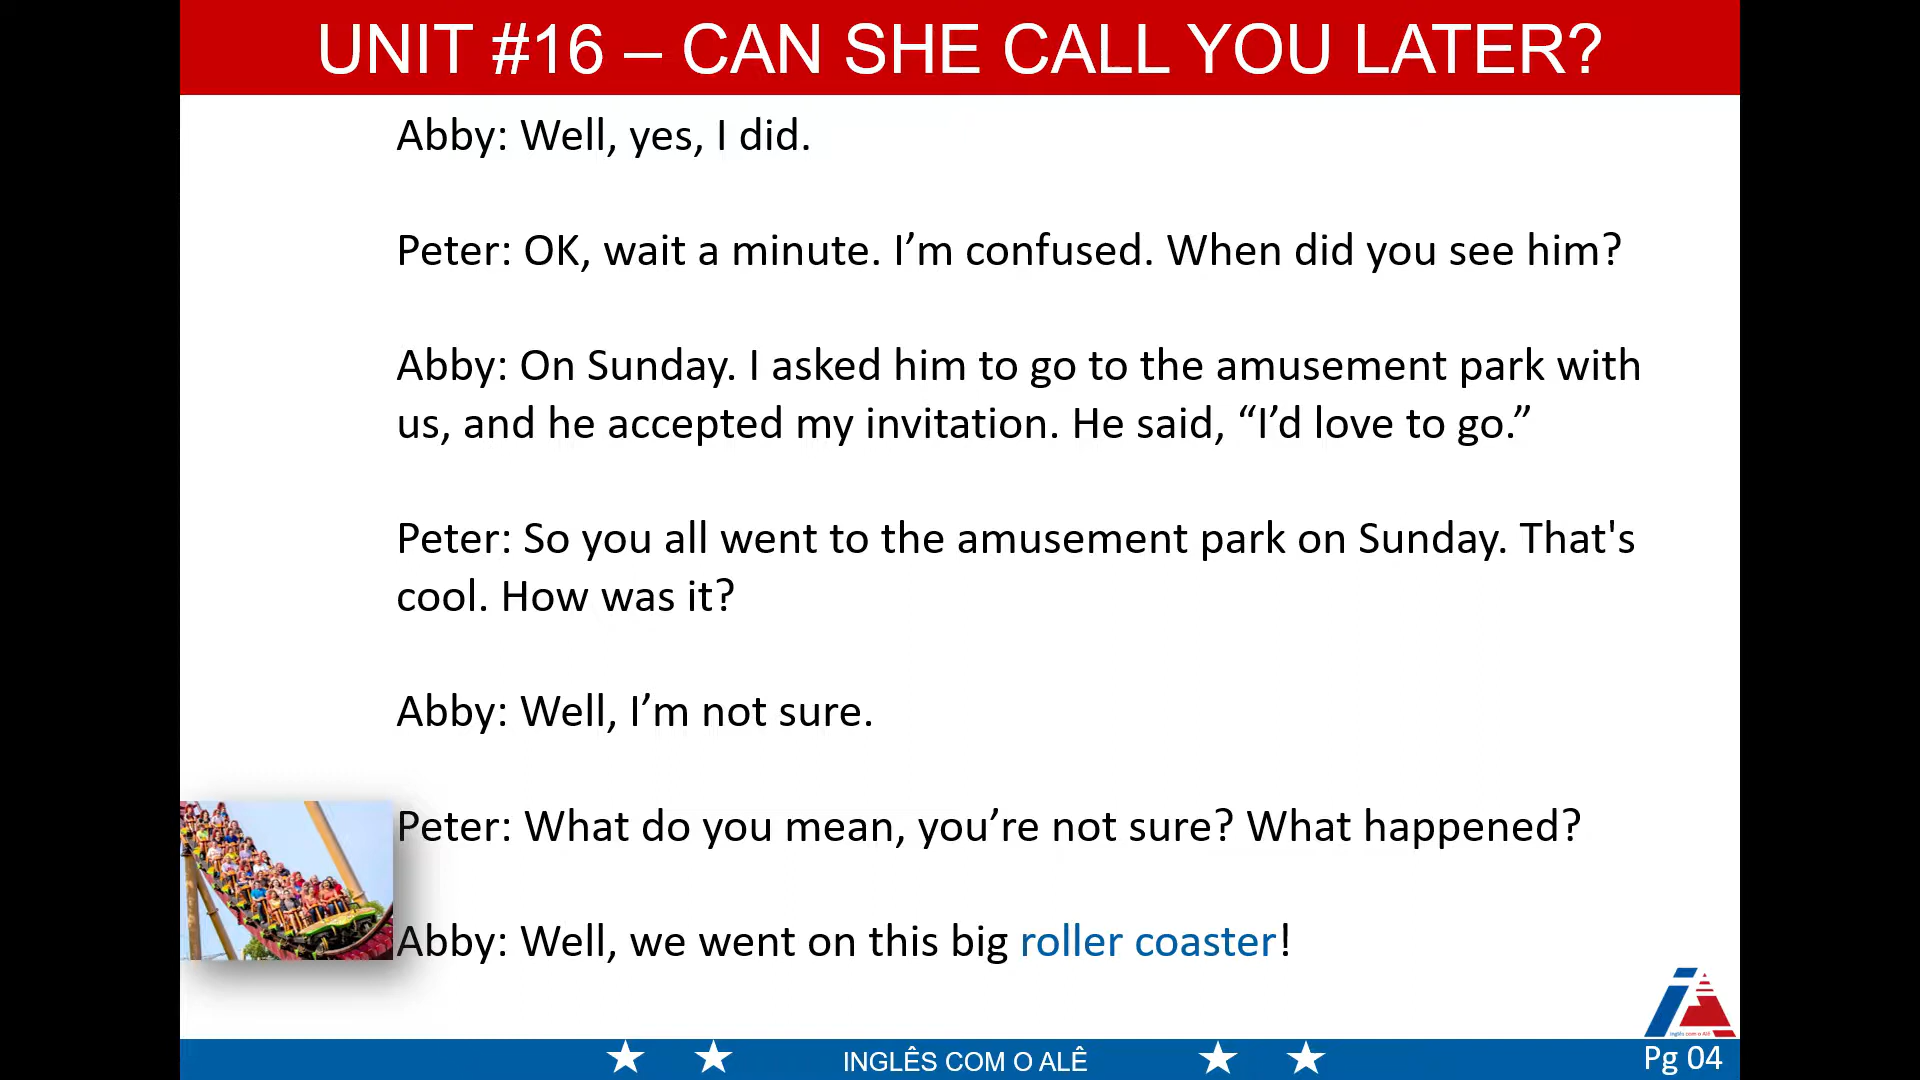 UNIT #16 – CAN SHE CALL YOU LATER?
Abby: Well, yes, I did.
Peter: OK, wait a minute. I’m confused. When did you see him?
Abby: On Sunday. I asked him to go to the amusement park with
us, and he accepted my invitation. He said, “I’d love to go.”
Peter: So you all went to the amusement park on Sunday. That's
cool. How was it?
Abby: Well, I’m not sure.
Peter: What do you mean, you’re not sure? What happened?
Abby: Well, we went on this big roller coaster!
inglês com o Alê
INGLÊS COM O ALÊ
Pg 04